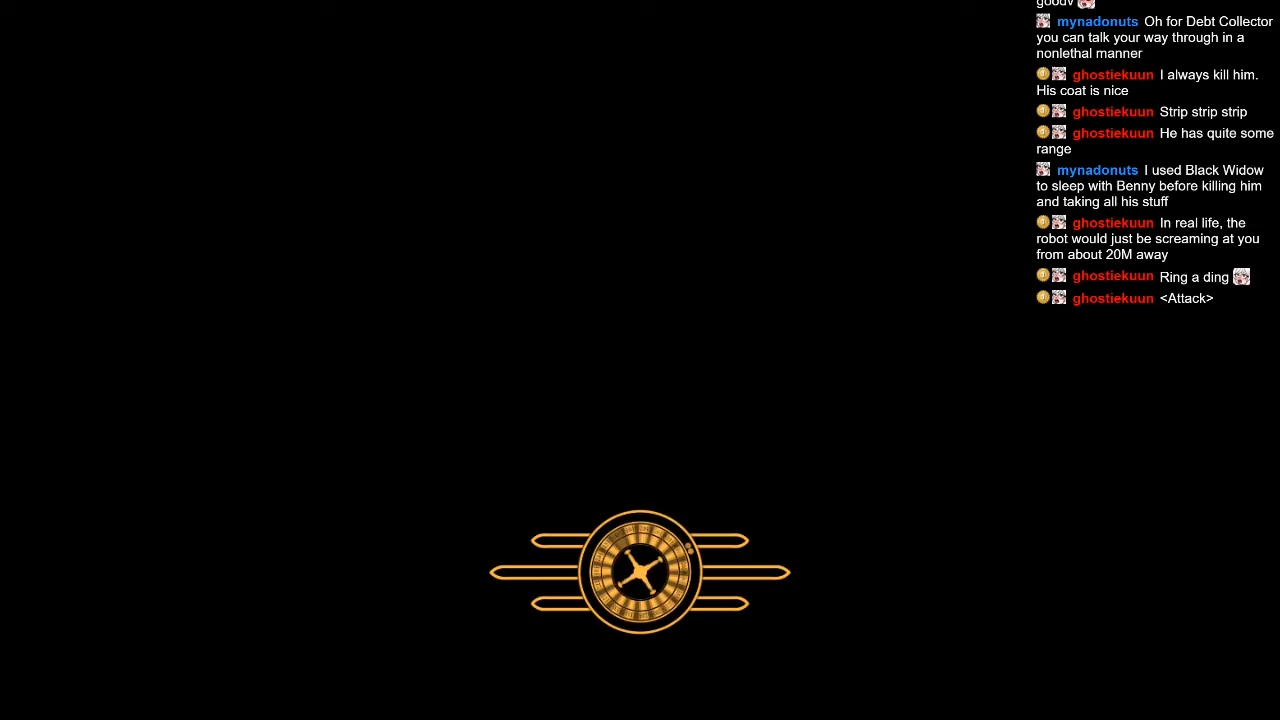 goody
mynadonuts Oh for Debt Collector
you can talk your way through in a
nonlethal manner
ghostiekuun I always kill him.
His coat is nice
ghostiekuun Strip strip strip
ghostiekuun He has quite some
range
mynadonuts I used Black Widow
to sleep with Benny before killing him
and taking all his stuff
ghostiekuun In real life, the
robot would just be screaming at you
from about 20M away
ghostiekuun Ring a ding
ghostiekuun <Attack>